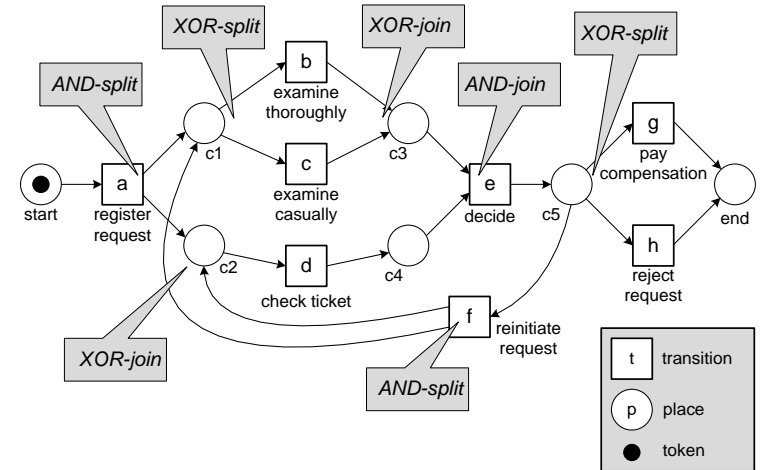 XOR-split
XOR-join
XOR-split
AND-split
AND-join
b
examine
thoroughly
c1
c3
g
pay
compensation
a
register
request
start
c
examine
casually
e
decide
c5
end
h
reject
request
c2
d
check ticket
c4
f
reinitiate
request
XOR-join
AND-split
t
transition
p
place
token